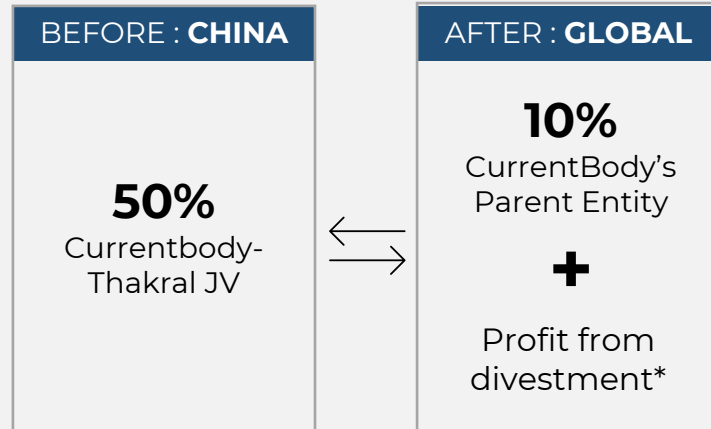 BEFORE : CHINA
50%
Currentbody-
Thakral JV
AFTER : GLOBAL
10%
CurrentBody’s
Parent Entity
+
Profit from
divestment*